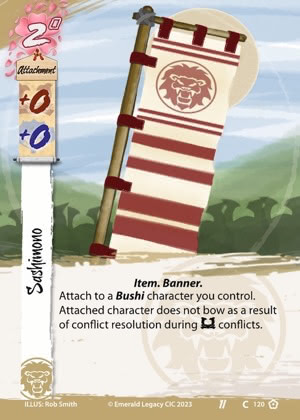 2 0
Attachment
+0
+0
Sashimono
Item. Banner.
Attach to a Bushi character you control.
Attached character does not bow as a result
of conflict resolution during conflicts.
ILLUS: Rob Smith
© Emerald Legacy CIC 2023
C
120